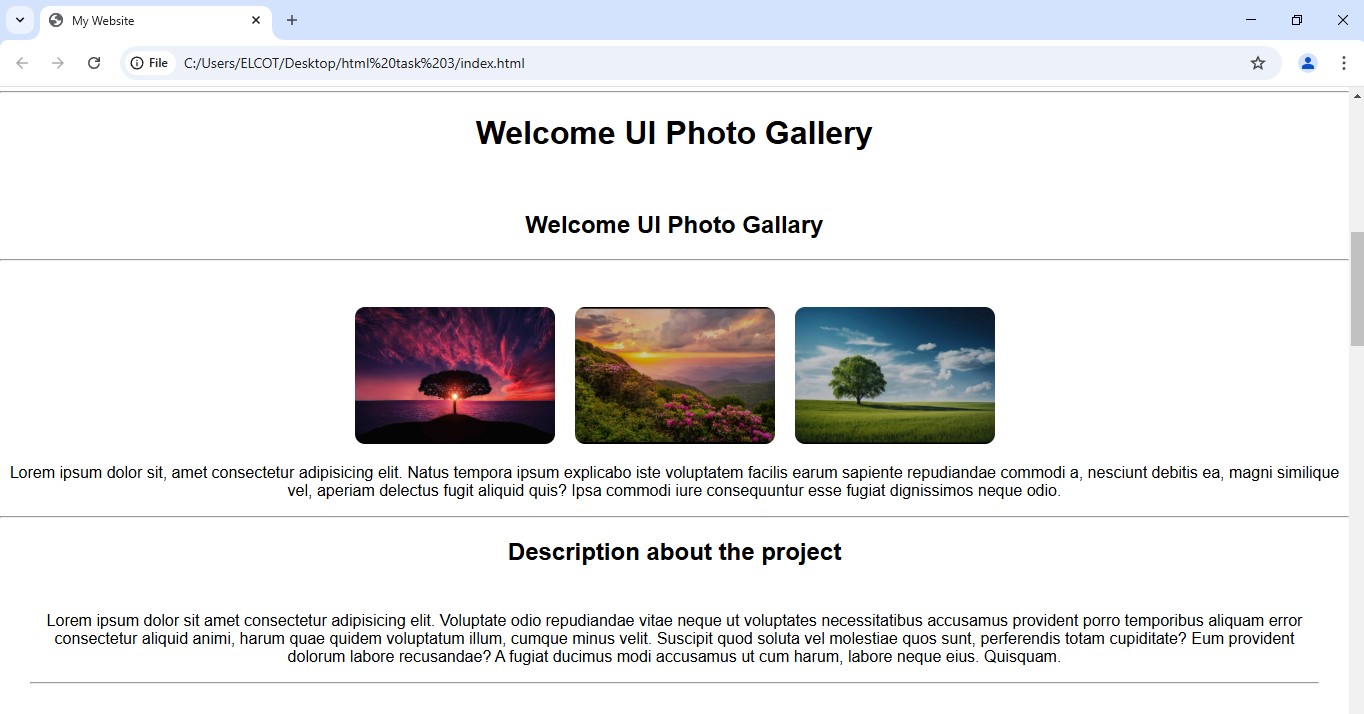 My Website
File
C:/Users/ELCOT/Desktop/html%20task%203/index.html
Welcome UI Photo Gallery
Welcome UI Photo Gallary
Lorem ipsum dolor sit, amet consectetur adipisicing elit. Natus tempora ipsum explicabo iste voluptatem facilis earum sapiente repudiandae commodi a, nesciunt debitis ea, magni similique
vel, aperiam delectus fugit aliquid quis? Ipsa commodi iure consequuntur esse fugiat dignissimos neque odio.
Description about the project
Lorem ipsum dolor sit amet consectetur adipisicing elit. Voluptate odio repudiandae vitae neque ut voluptates necessitatibus accusamus provident porro temporibus aliquam error
consectetur aliquid animi, harum quae quidem voluptatum illum, cumque minus velit. Suscipit quod soluta vel molestiae quos sunt, perferendis totam cupiditate? Eum provident
dolorum labore recusandae? A fugiat ducimus modi accusamus ut cum harum, labore neque eius. Quisquam.